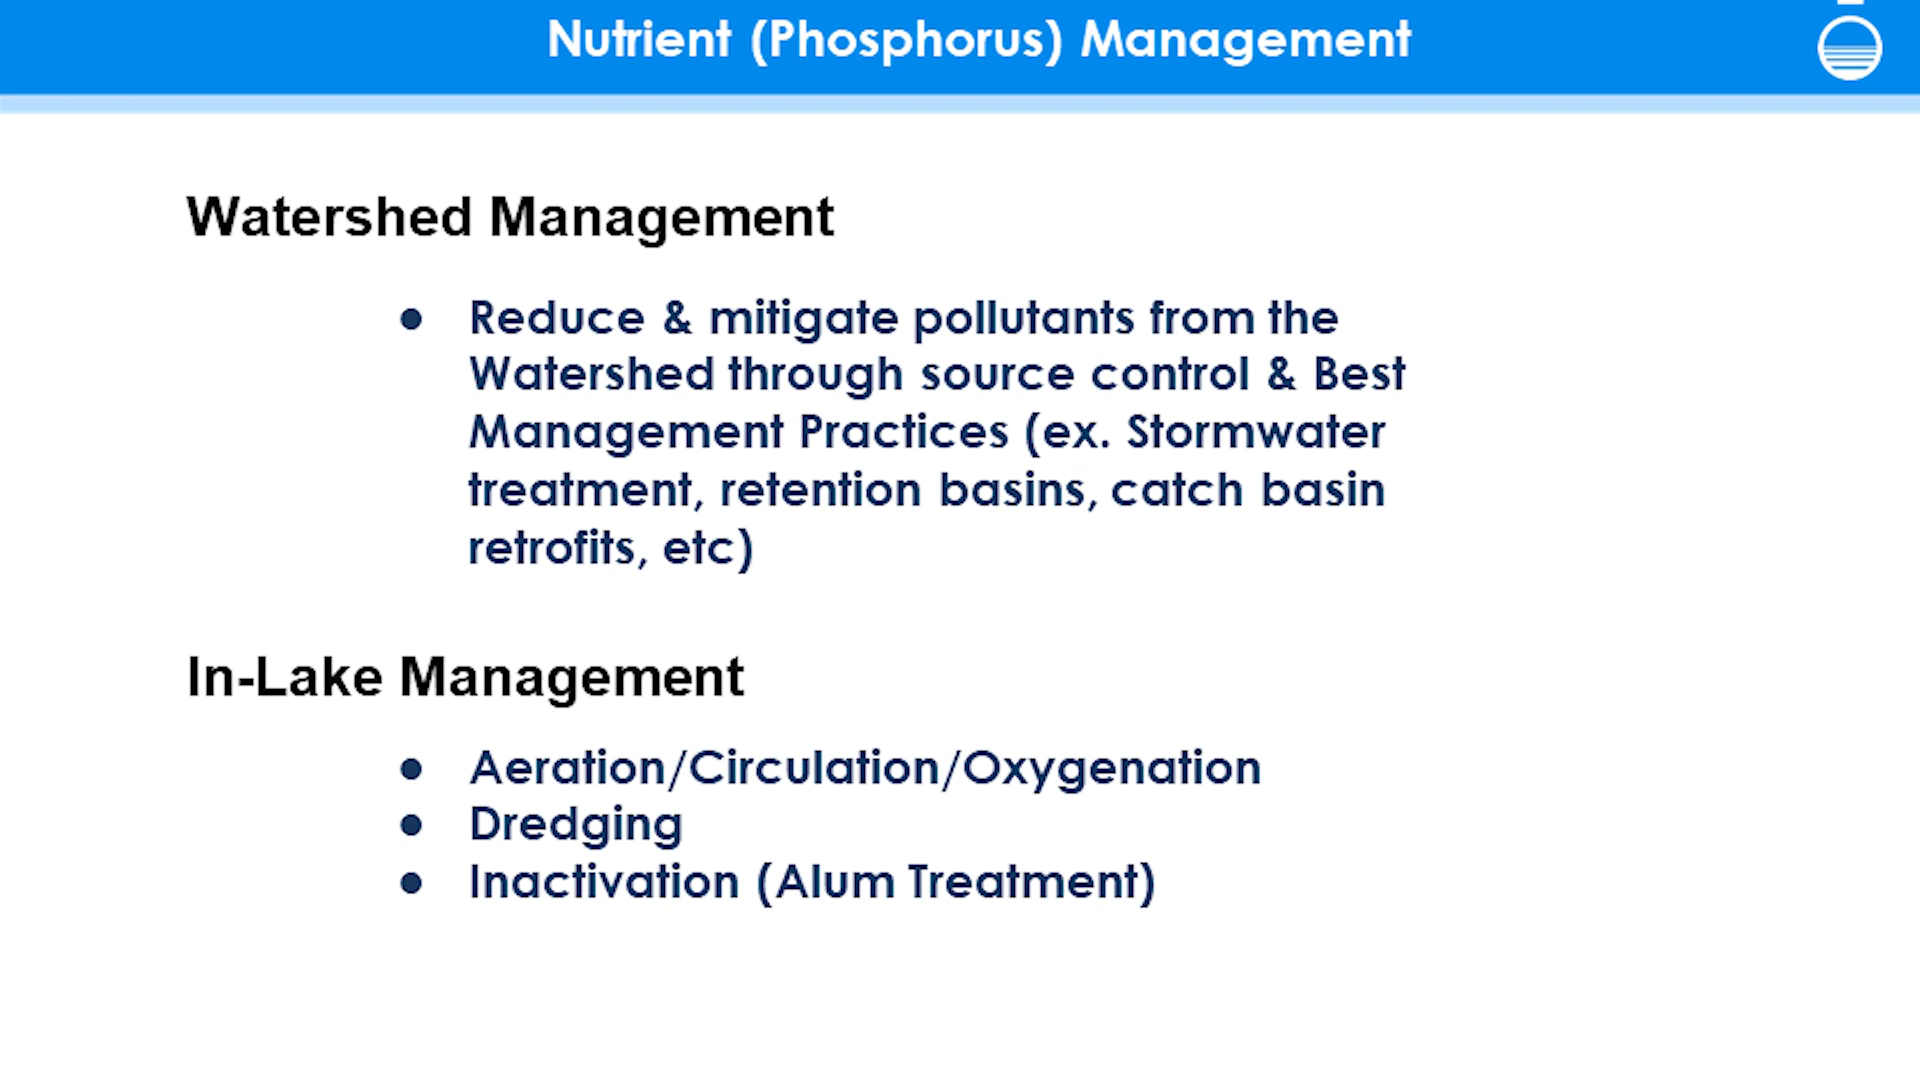 Nutrient (Phosphorus) Management
Watershed Management
● Reduce & mitigate pollutants from the
Watershed through source control & Best
Management Practices (ex. Stormwater
treatment, retention basins, catch basin
retrofits, etc)
In-Lake Management
● Aeration/Circulation/Oxygenation
● Dredging
● Inactivation (Alum Treatment)